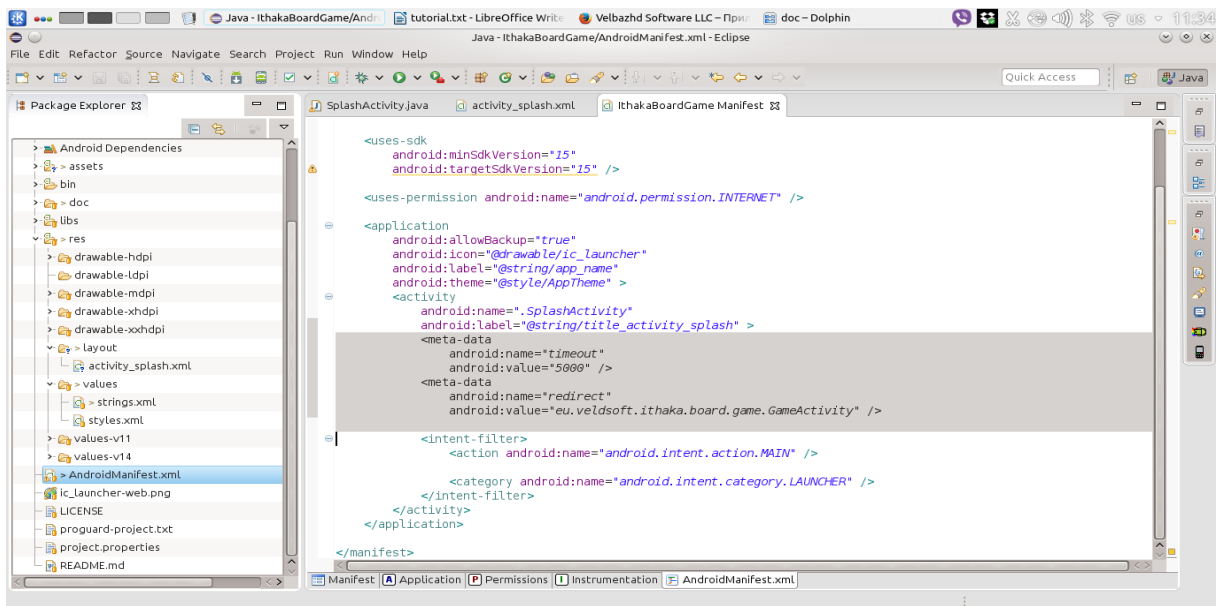 Java - IthakaBoardGame/Andr
tutorial.txt - LibreOffice Write
Velbazhd Software LLC – При
doc – Dolphin
us
11:34
Java - IthakaBoardGame/AndroidManifest.xml - Eclipse
File Edit Refactor Source Navigate Search Project Run Window Help
Quick Access
Java
Package Explorer
SplashActivity.java
activity_splash.xml
IthakaBoardGame Manifest
Android Dependencies
> assets
bin
> doc
libs
> res
drawable-hdpi
drawable-ldpi
drawable-mdpi
drawable-xhdpi
drawable-xxhdpi
> layout
activity_splash.xml
> values
> strings.xml
styles.xml
values-v11
values-v14
> AndroidManifest.xml
ic_launcher-web.png
LICENSE
proguard-project.txt
project.properties
README.md
<uses-sdk
android:minSdkVersion="15"
android:targetSdkVersion="15" />
<uses-permission android:name="android.permission.INTERNET" />
<application
android:allowBackup="true"
android:icon="@drawable/ic_launcher"
android:label="@string/app_name"
android:theme="@style/AppTheme" >
<activity
android:name=".SplashActivity"
android:label="@string/title_activity_splash" >
<meta-data
android:name="timeout"
android:value="5000" />
<meta-data
android:name="redirect"
android:value="eu.veldsoft.ithaka.board.game.GameActivity" />
<intent-filter>
<action android:name="android.intent.action.MAIN" />
<category android:name="android.intent.category.LAUNCHER" />
</intent-filter>
</activity>
</application>
</manifest>
Manifest
A Application
P Permissions
I Instrumentation
AndroidManifest.xml